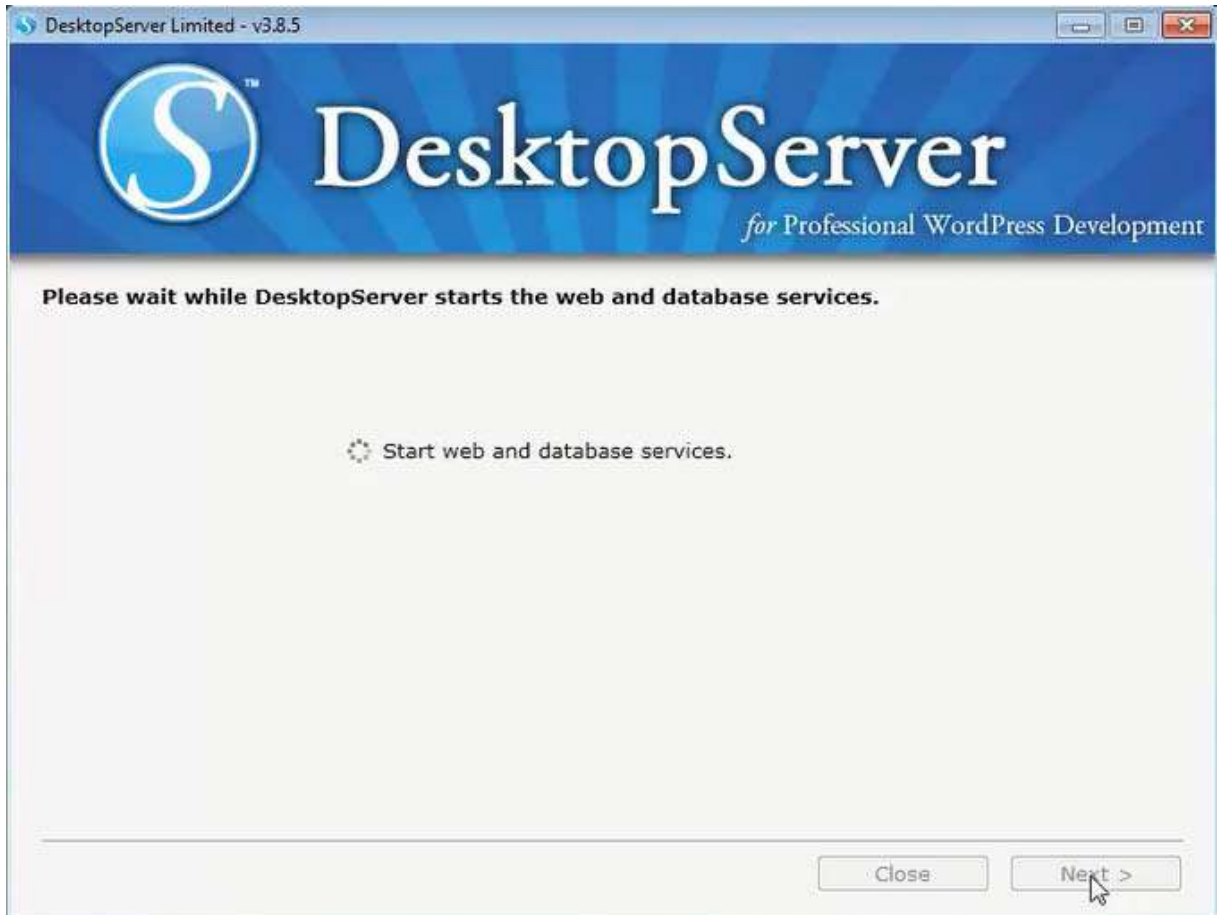 DesktopServer Limited - v3.8.5
S ™
DesktopServer
for Professional WordPress Development
Please wait while DesktopServer starts the web and database services.
Start web and database services.
Close
Next >